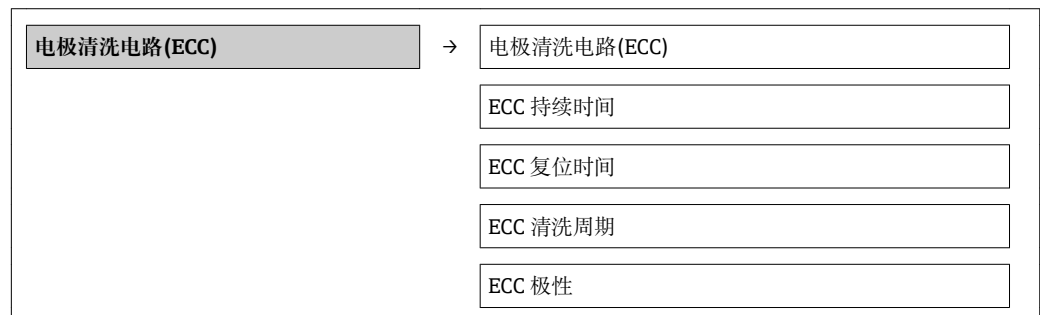 电极清洗电路(ECC) → 电极清洗电路(ECC)
ECC 持续时间
ECC 复位时间
ECC 清洗周期
ECC 极性